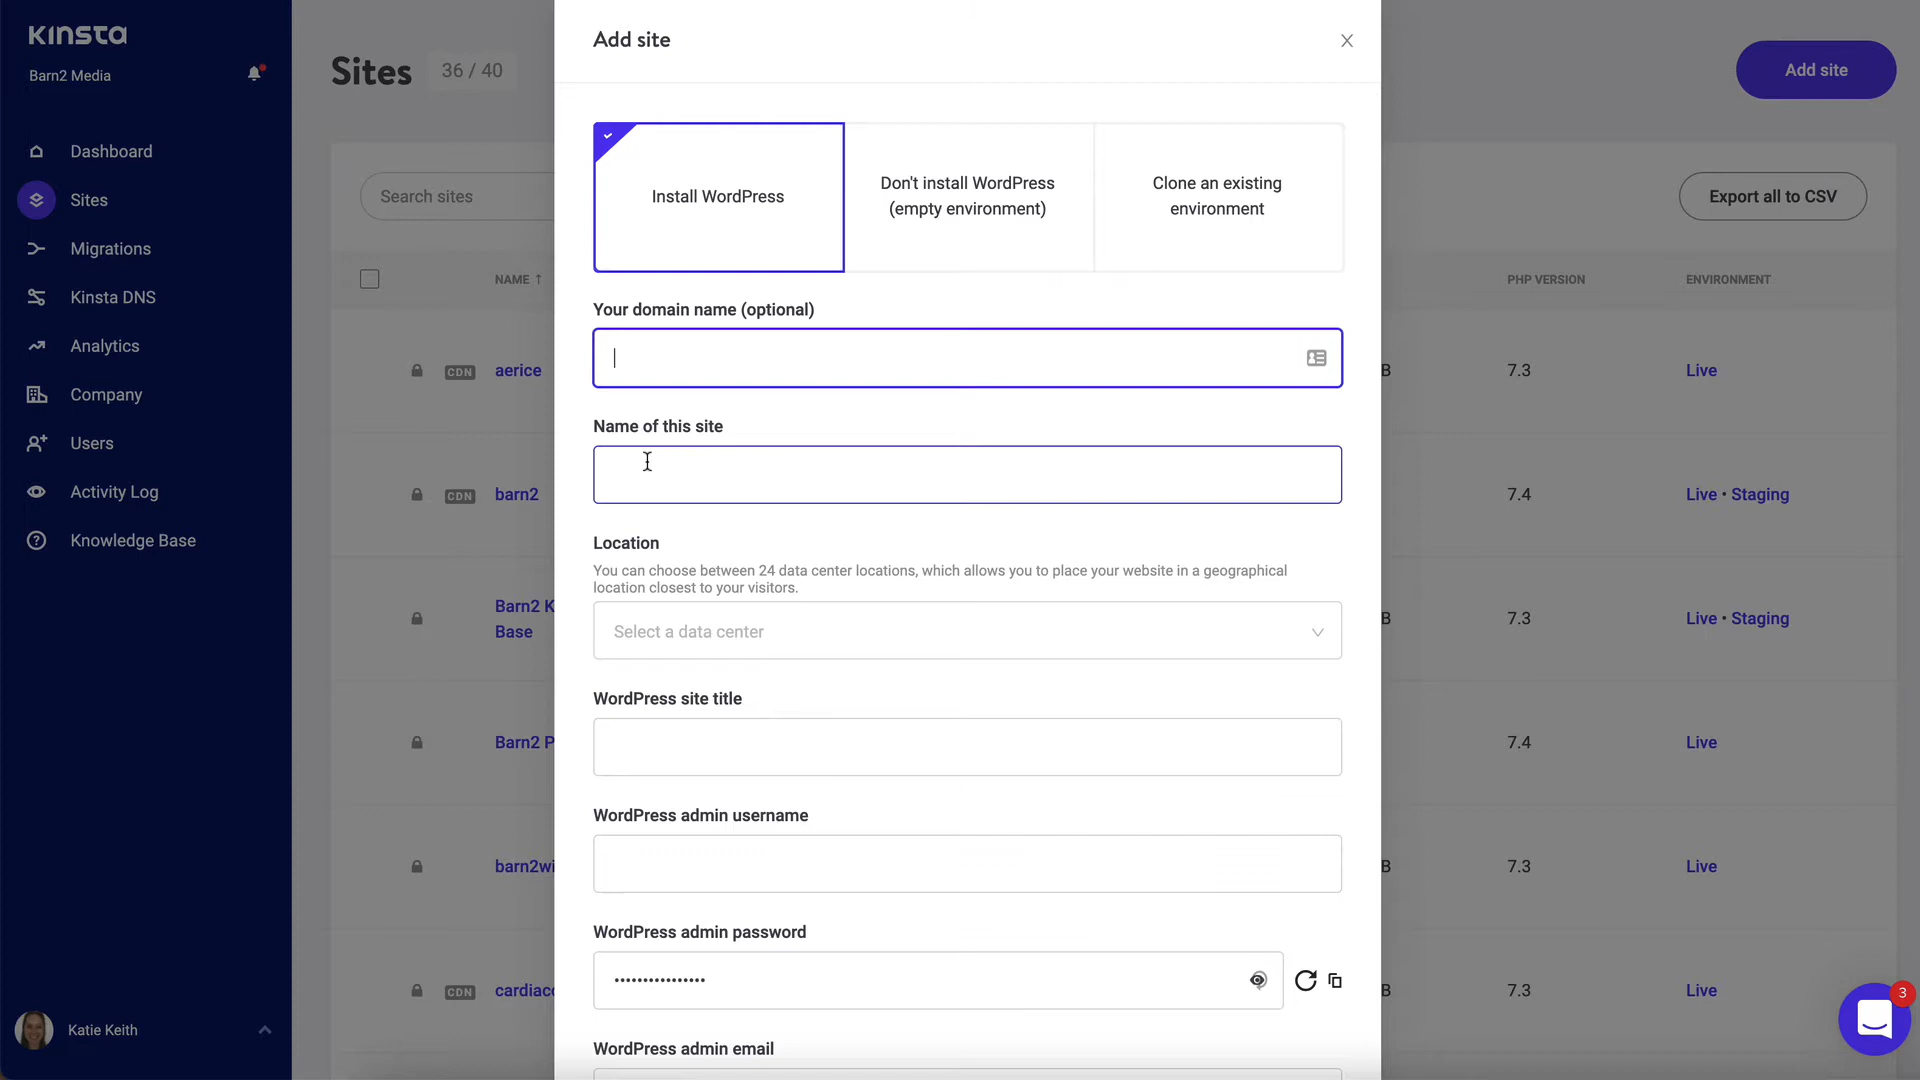 KINSTA
Barn2 Media
Dashboard
Sites
Migrations
Kinsta DNS
Analytics
Company
Users
Activity Log
Knowledge Base
Katie Keith
Sites
36 / 40
Add site
Search sites
Export all to CSV
NAME ↑
PHP VERSION
ENVIRONMENT
CDN
aerice
B
7.3
Live
CDN
barn2
7.4
Live • Staging
Barn2 K
Base
B
7.3
Live • Staging
Barn2 P
7.4
Live
barn2wi
B
7.3
Live
CDN
cardiaco
B
7.3
Live
3
Add site
Install WordPress
Don't install WordPress
(empty environment)
Clone an existing
environment
Your domain name (optional)
Name of this site
Location
You can choose between 24 data center locations, which allows you to place your website in a geographical
location closest to your visitors.
Select a data center
WordPress site title
WordPress admin username
WordPress admin password
••••••••••••••••
WordPress admin email